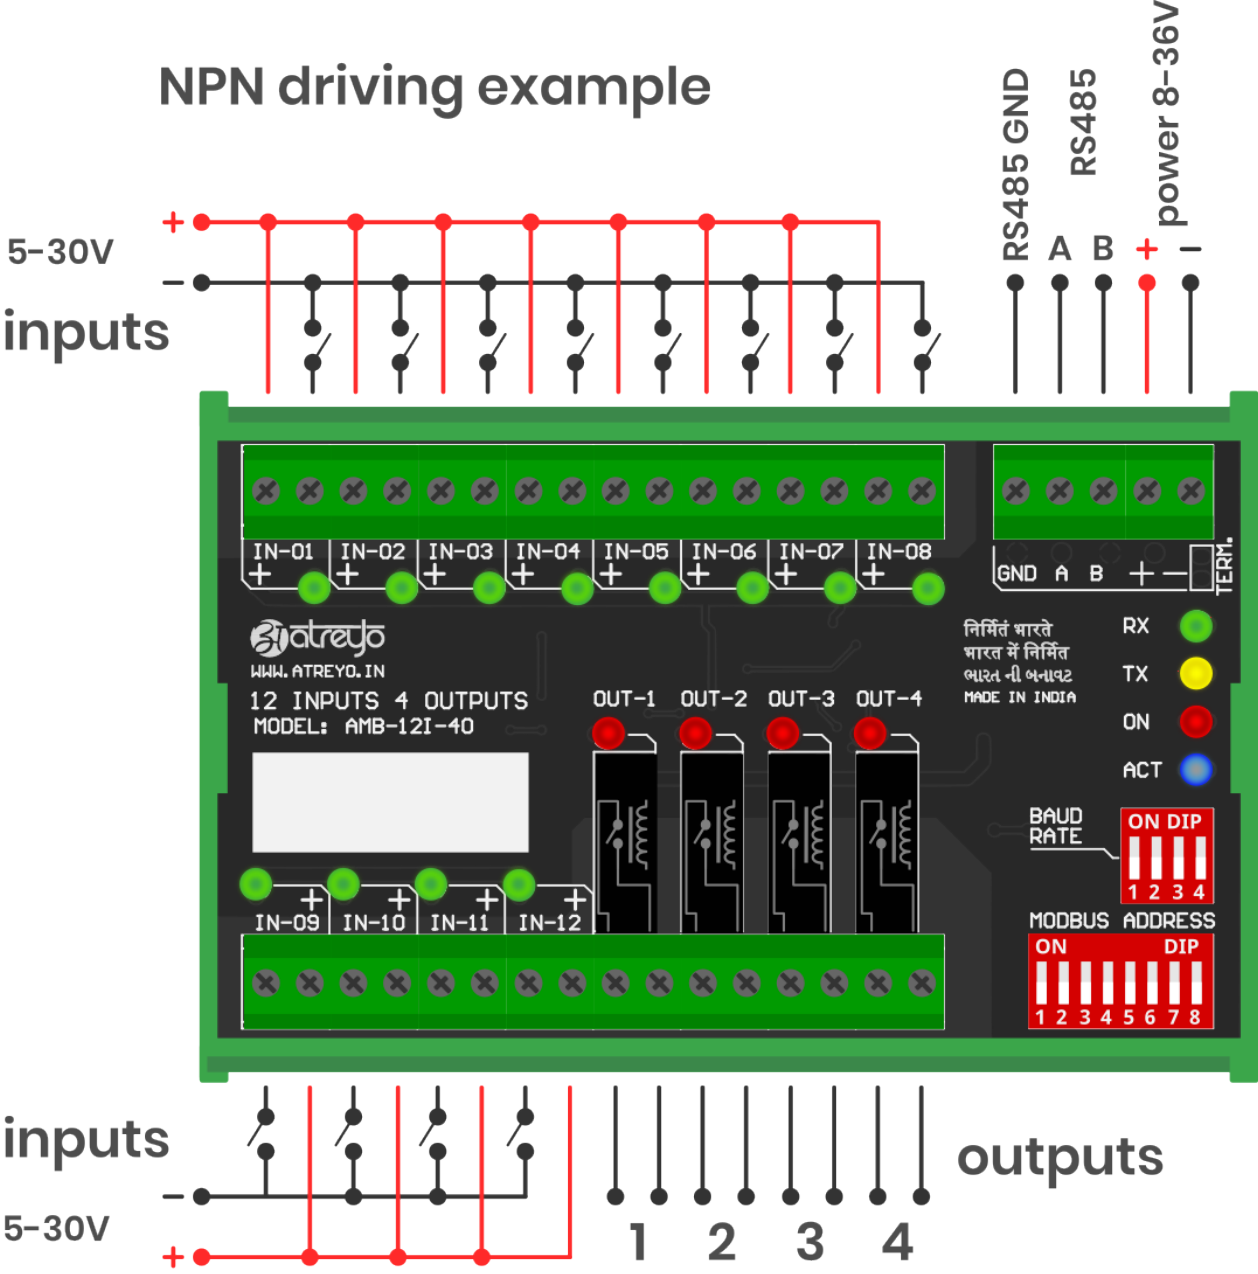 NPN driving example
RS485 GND
RS485
power 8-36V
A B + −
+
5-30V
−
inputs
IN-01 IN-02 IN-03 IN-04 IN-05 IN-06 IN-07 IN-08
+ + + + + + + +
GND A B + −
TERM.
atreyo
WWW.ATREYO.IN
12 INPUTS 4 OUTPUTS
MODEL: AMB-12I-4O
निर्मितं भारते
भारत में निर्मित
ભારત ની બનાવટ
MADE IN INDIA
RX
TX
ON
ACT
OUT-1 OUT-2 OUT-3 OUT-4
BAUD
RATE
ON DIP
1 2 3 4
MODBUS ADDRESS
ON DIP
1 2 3 4 5 6 7 8
+ + + +
IN-09 IN-10 IN-11 IN-12
inputs
−
5-30V
+
outputs
1 2 3 4